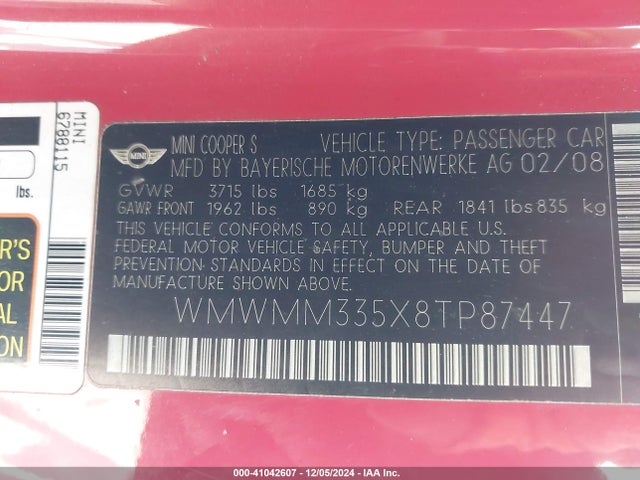 MINI
6788115
lbs.
R'S
OR
AL
ION
MINI
MINI COOPER S VEHICLE TYPE: PASSENGER CAR
MFD BY BAYERISCHE MOTORENWERKE AG 02/08
GVWR 3715 lbs 1685 kg
GAWR FRONT 1962 lbs 890 kg REAR 1841 lbs 835 kg
THIS VEHICLE CONFORMS TO ALL APPLICABLE U.S.
FEDERAL MOTOR VEHICLE SAFETY, BUMPER AND THEFT
PREVENTION STANDARDS IN EFFECT ON THE DATE OF
MANUFACTURE SHOWN ABOVE.
WMWMM335X8TP87447
000-41042607 - 12/05/2024 - IAA Inc.